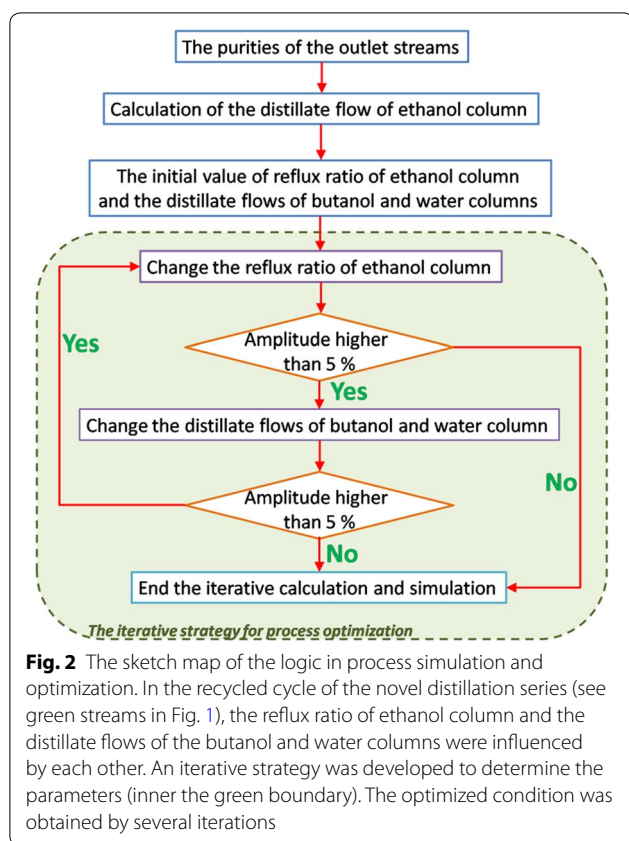 The purities of the outlet streams
Calculation of the distillate flow of ethanol column
The initial value of reflux ratio of ethanol column
and the distillate flows of butanol and water columns
Change the reflux ratio of ethanol column
Yes
Amplitude higher
than 5 %
Yes
Change the distillate flows of butanol and water column
No
Amplitude higher
than 5 %
No
End the iterative calculation and simulation
The iterative strategy for process optimization
Fig. 2 The sketch map of the logic in process simulation and
optimization. In the recycled cycle of the novel distillation series (see
green streams in Fig. 1), the reflux ratio of ethanol column and the
distillate flows of the butanol and water columns were influenced
by each other. An iterative strategy was developed to determine the
parameters (inner the green boundary). The optimized condition was
obtained by several iterations